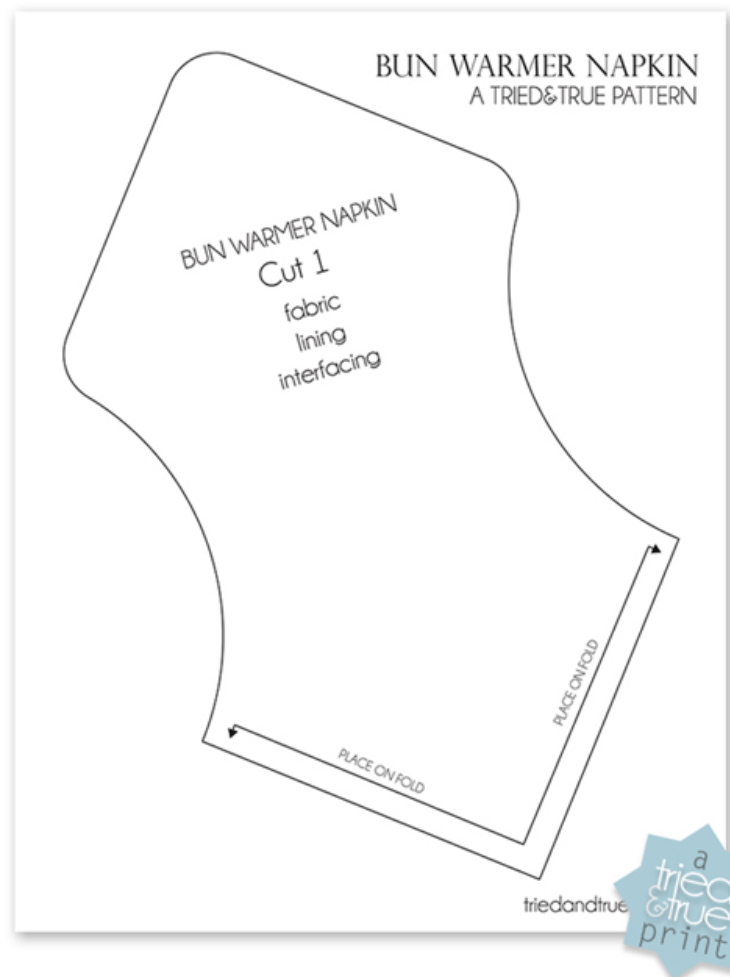 BUN WARMER NAPKIN
A TRIED&TRUE PATTERN
BUN WARMER NAPKIN
Cut 1
fabric
lining
interfacing
PLACE ON FOLD
PLACE ON FOLD
triedandtrue
a
tried
&true
print